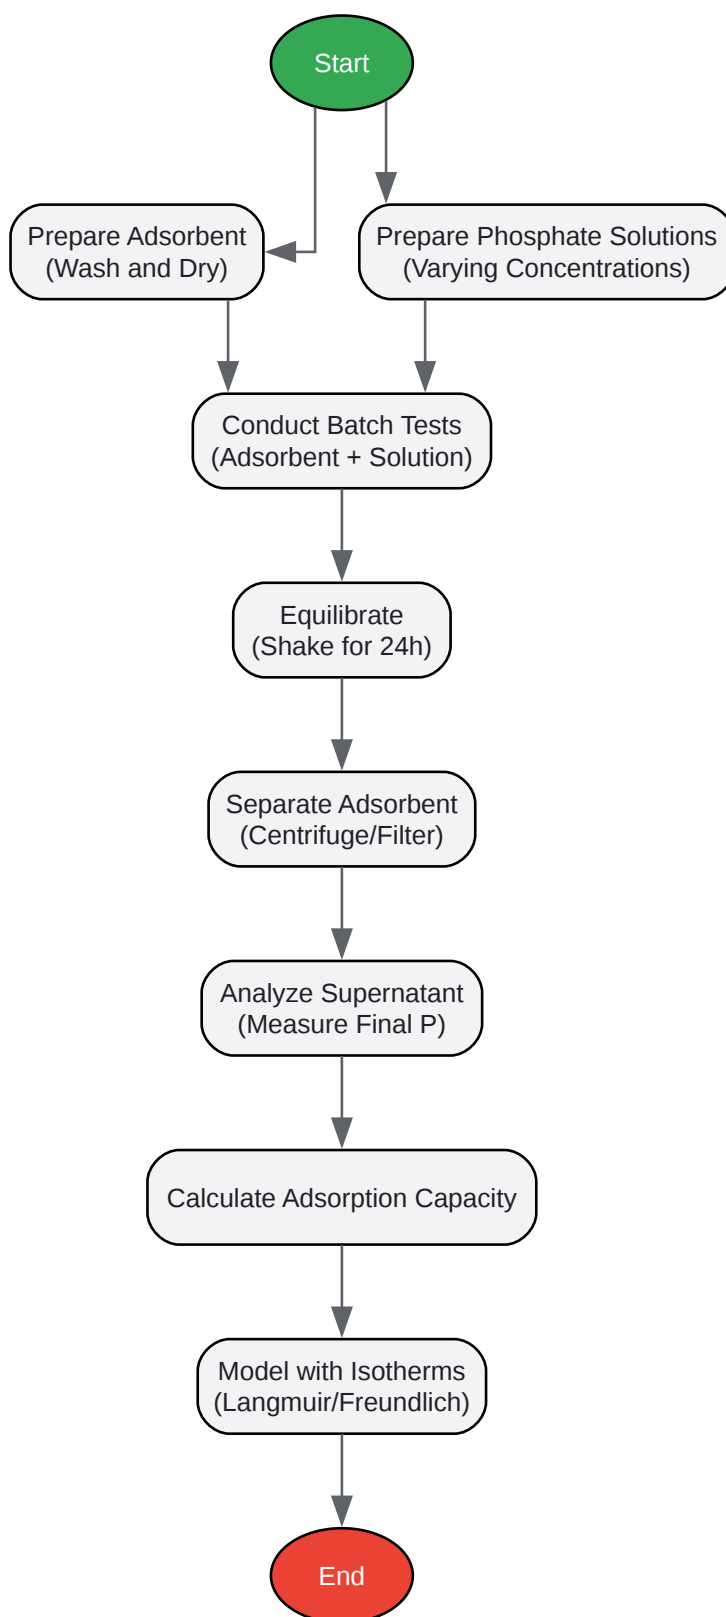 Start
Prepare Adsorbent
(Wash and Dry)
Prepare Phosphate Solutions
(Varying Concentrations)
Conduct Batch Tests
(Adsorbent + Solution)
Equilibrate
(Shake for 24h)
Separate Adsorbent
(Centrifuge/Filter)
Analyze Supernatant
(Measure Final P)
Calculate Adsorption Capacity
Model with Isotherms
(Langmuir/Freundlich)
End